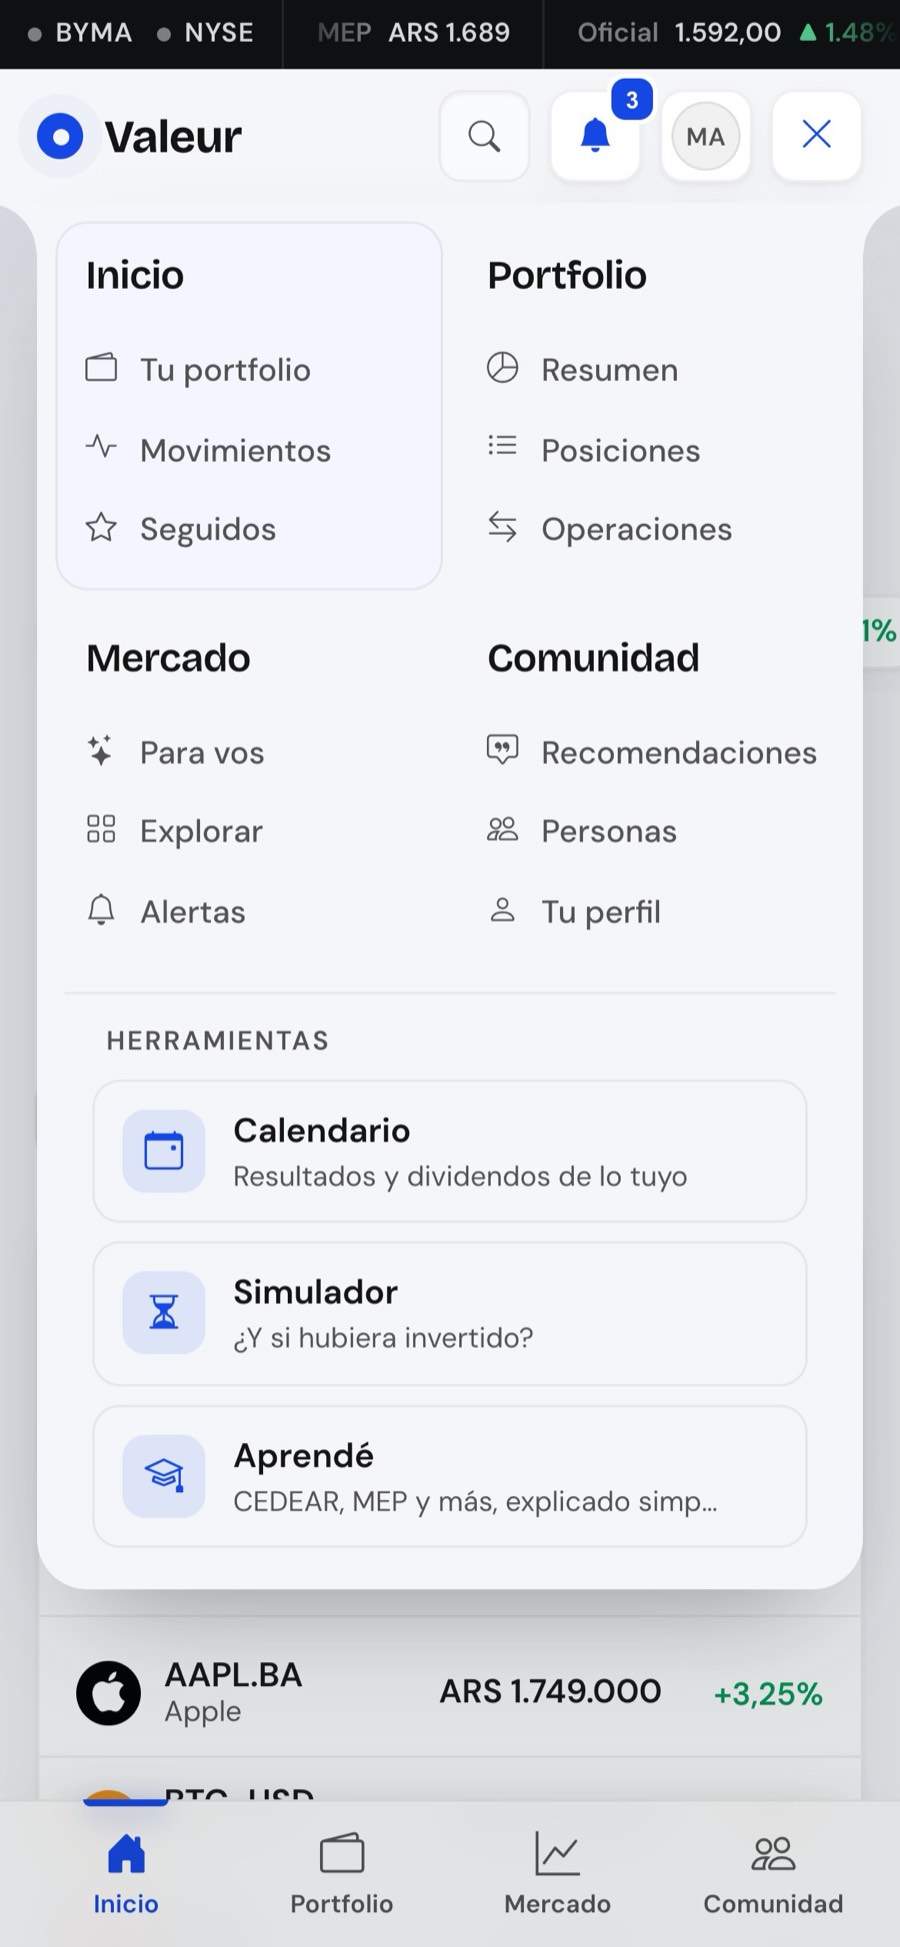 BYMA NYSE MEP ARS 1.689 Oficial 1.592,00 ▲ 1.48%
Valeur
3
MA
Inicio
Tu portfolio
Movimientos
Seguidos
Portfolio
Resumen
Posiciones
Operaciones
Mercado
Para vos
Explorar
Alertas
Comunidad
Recomendaciones
Personas
Tu perfil
1%
HERRAMIENTAS
Calendario
Resultados y dividendos de lo tuyo
Simulador
¿Y si hubiera invertido?
Aprendé
CEDEAR, MEP y más, explicado simp...
AAPL.BA
Apple
ARS 1.749.000
+3,25%
Inicio
Portfolio
Mercado
Comunidad